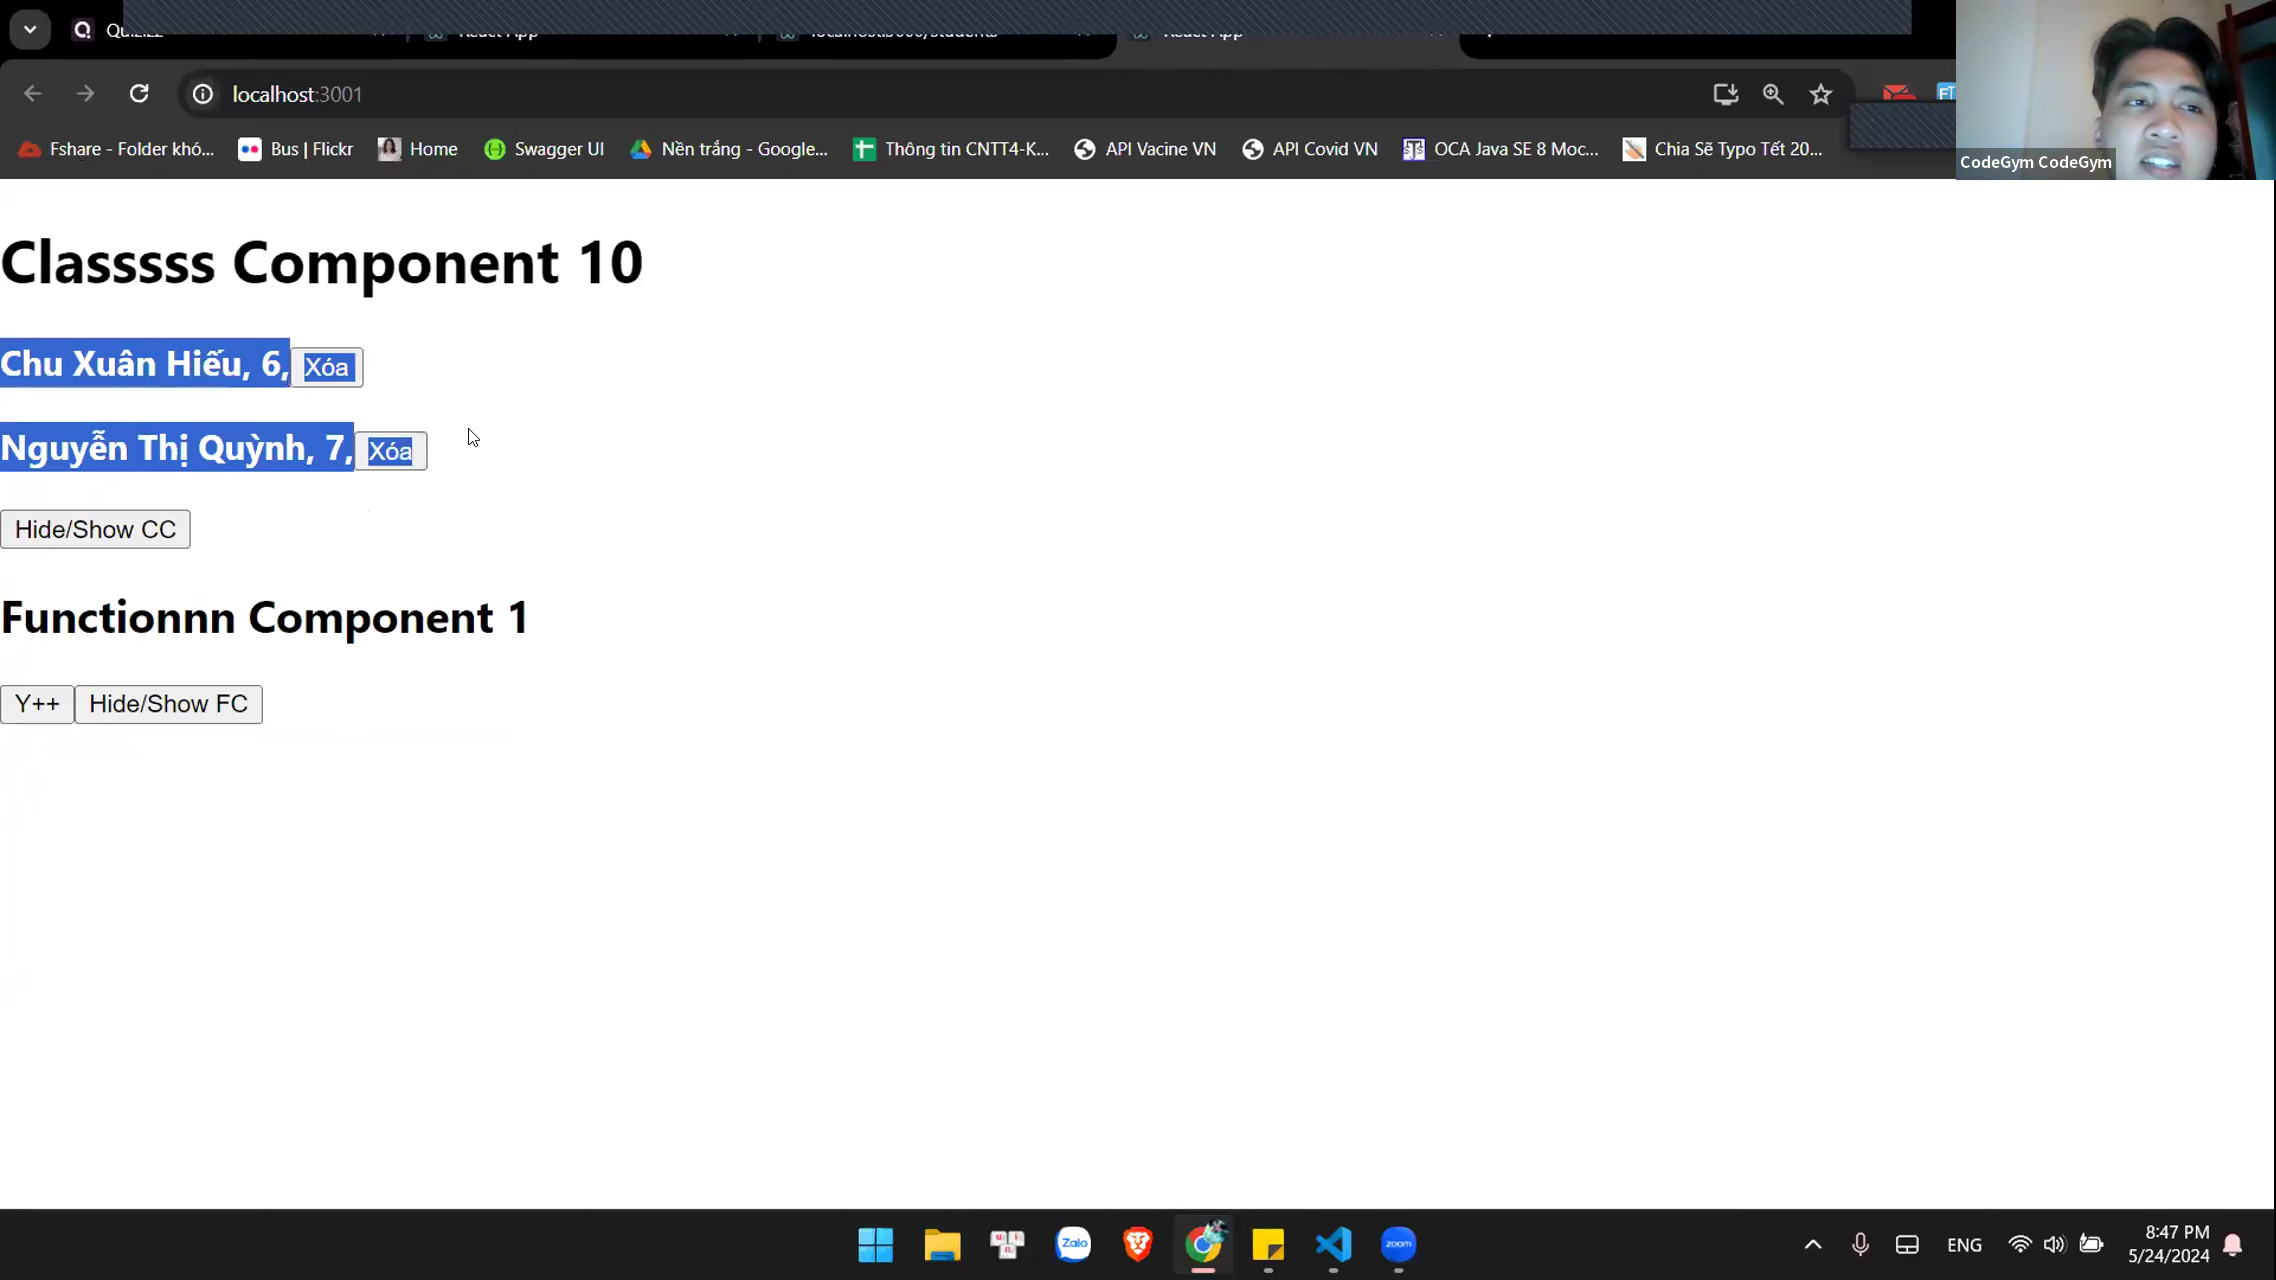 localhost:3001
Fshare - Folder khó...
Bus | Flickr
Home
Swagger UI
Nền trắng - Google...
Thông tin CNTT4-K...
API Vacine VN
API Covid VN
OCA Java SE 8 Moc...
Chia Sẽ Typo Tết 20...
CodeGym CodeGym
Classsss Component 10
Chu Xuân Hiếu, 6, Xóa
Nguyễn Thị Quỳnh, 7, Xóa
Hide/Show CC
Functionnn Component 1
Y++ Hide/Show FC
Zalo
zoom
ENG
8:47 PM
5/24/2024